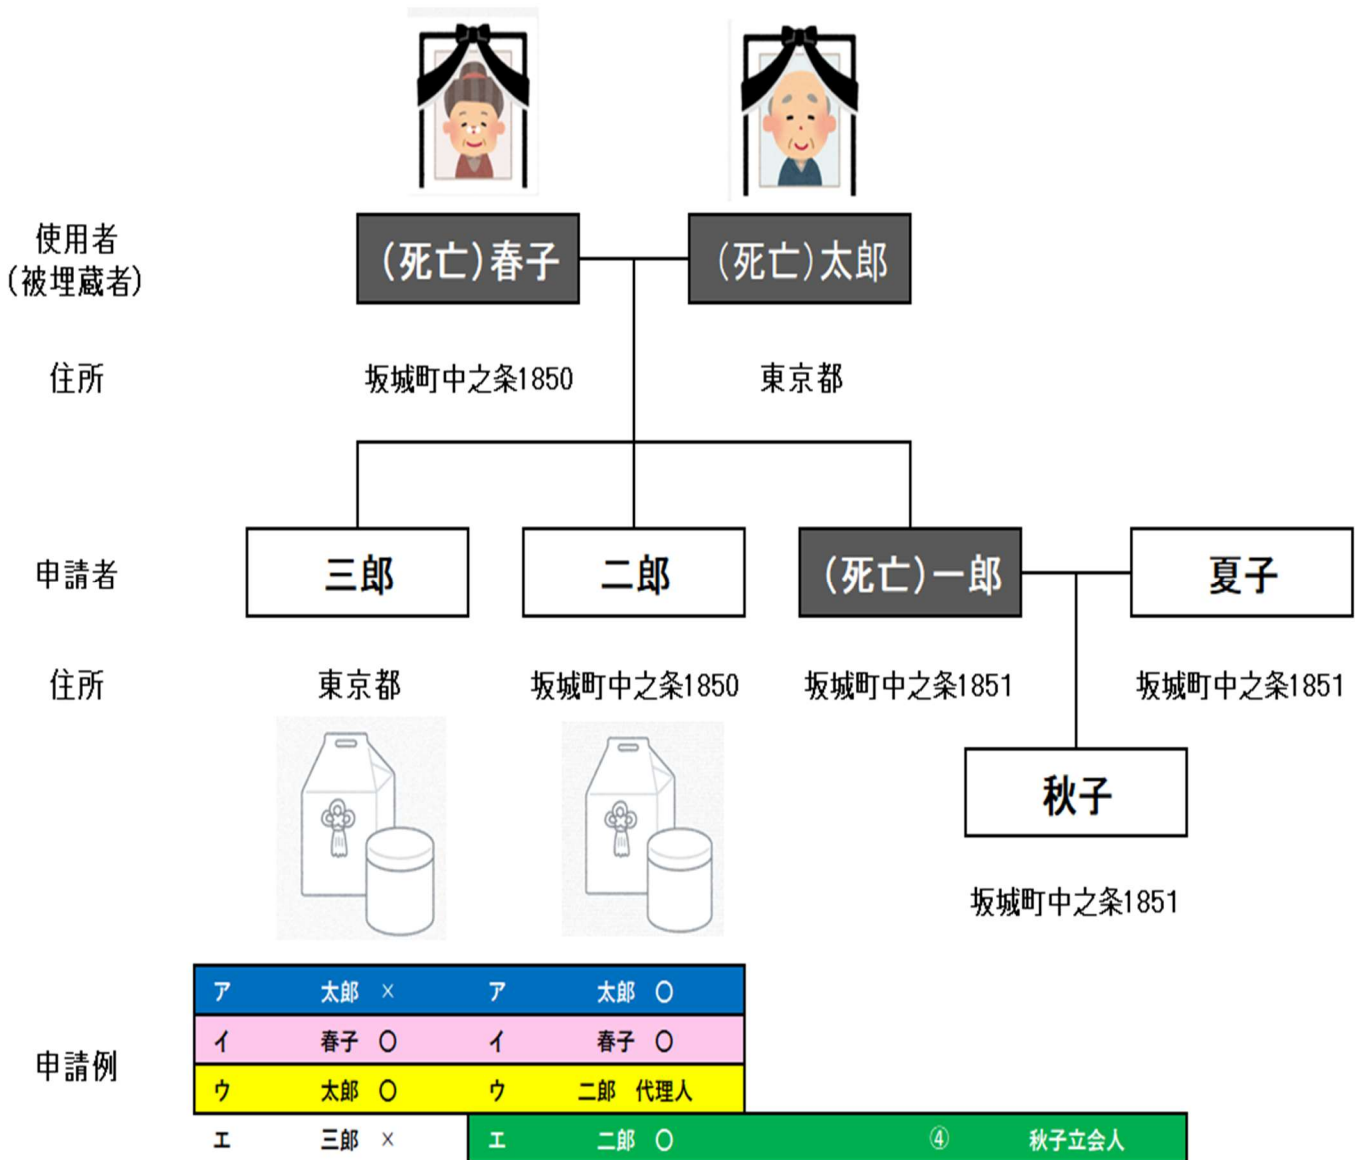 使用者
(被埋蔵者)
(死亡)春子
(死亡)太郎
住所
坂城町中之条1850
東京都
申請者
三郎
二郎
(死亡)一郎
夏子
住所
東京都
坂城町中之条1850
坂城町中之条1851
坂城町中之条1851
秋子
坂城町中之条1851
申請例
ア 太郎 × ア 太郎 〇
イ 春子 〇 イ 春子 〇
ウ 太郎 〇 ウ 二郎 代理人
エ 三郎 × エ 二郎 〇 ④ 秋子立会人